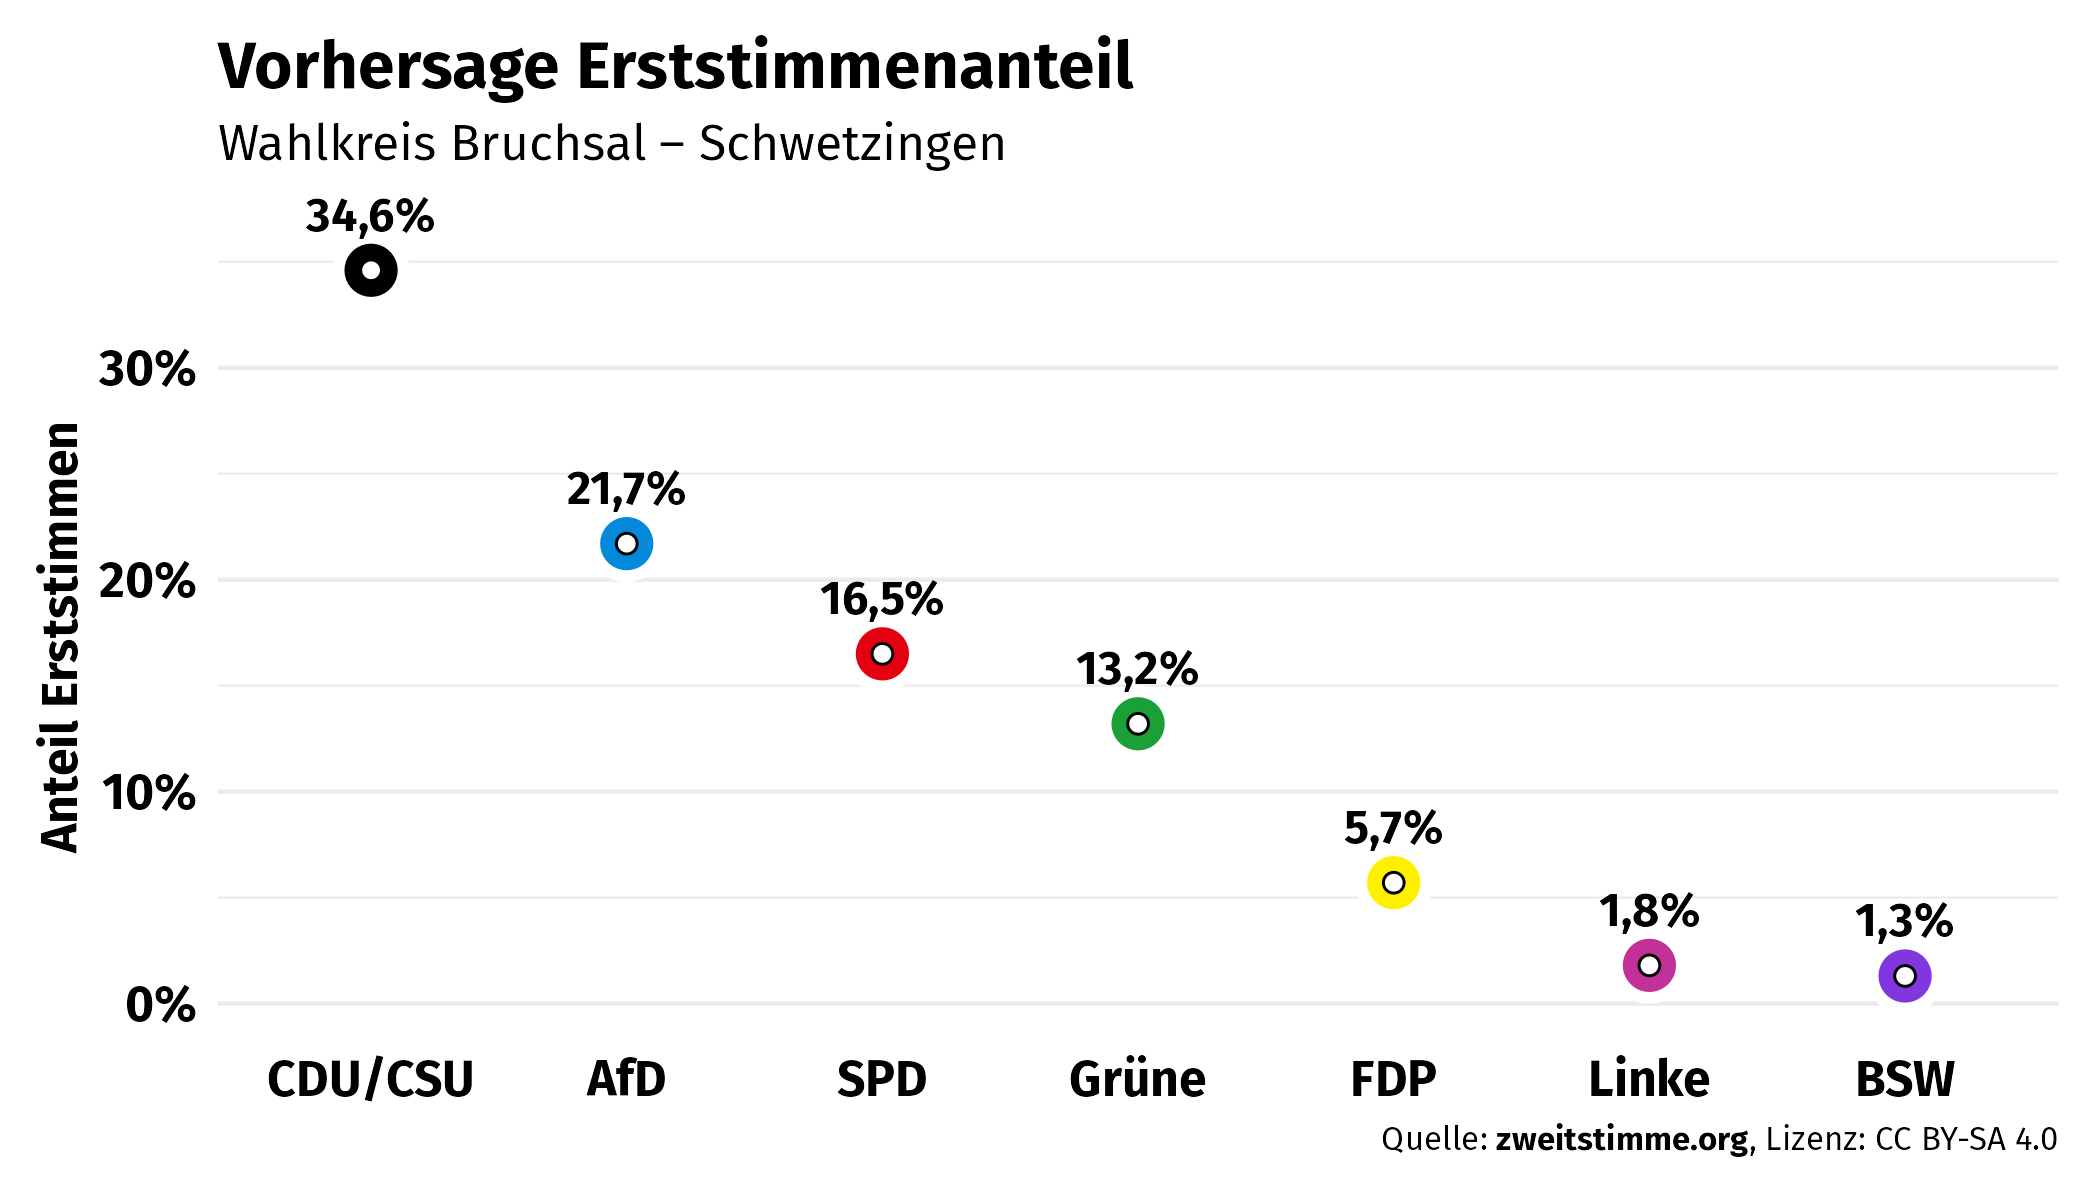 Vorhersage Erststimmenanteil
Wahlkreis Bruchsal – Schwetzingen
34,6%
30%
21,7%
20%
16,5%
13,2%
10%
5,7%
1,8%
1,3%
0%
Anteil Erststimmen
CDU/CSU AfD SPD Grüne FDP Linke BSW
Quelle: zweitstimme.org, Lizenz: CC BY-SA 4.0